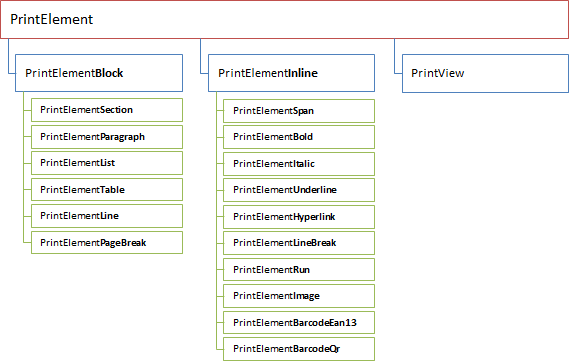 PrintElement
PrintElementBlock
PrintElementSection
PrintElementParagraph
PrintElementList
PrintElementTable
PrintElementLine
PrintElementPageBreak
PrintElementInline
PrintElementSpan
PrintElementBold
PrintElementItalic
PrintElementUnderline
PrintElementHyperlink
PrintElementLineBreak
PrintElementRun
PrintElementImage
PrintElementBarcodeEan13
PrintElementBarcodeQr
PrintView